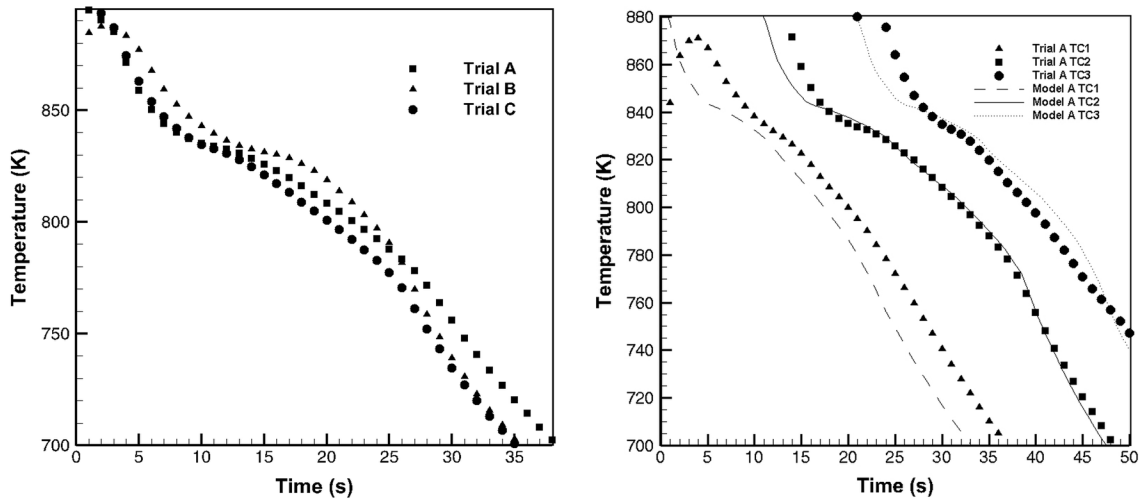 Temperature (K)
850
800
750
700
0
5
10
15
20
25
30
35
Time (s)
Trial A
Trial B
Trial C
Temperature (K)
880
860
840
820
800
780
760
740
720
700
0
5
10
15
20
25
30
35
40
45
50
Time (s)
Trial A TC1
Trial A TC2
Trial A TC3
Model A TC1
Model A TC2
Model A TC3